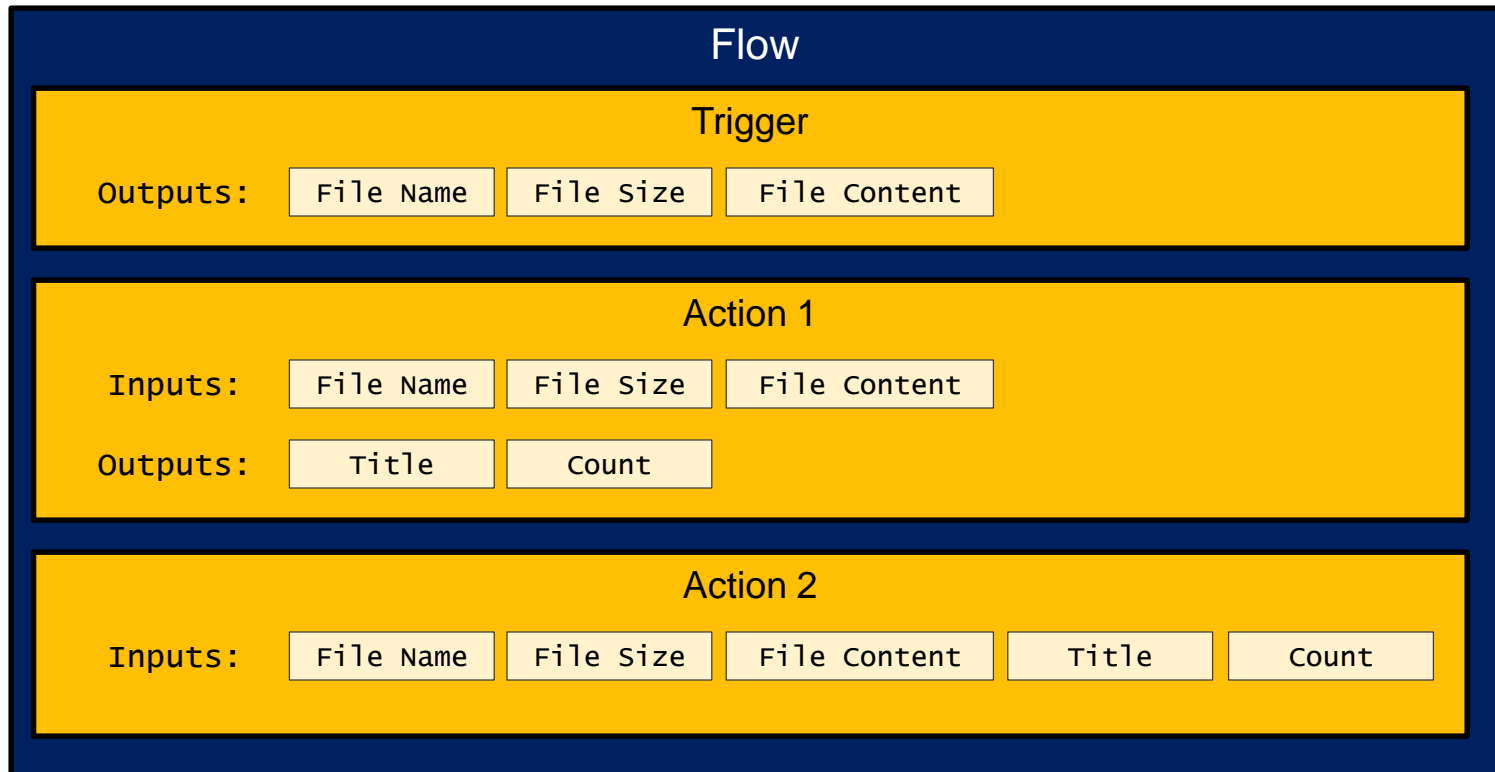 Flow
Trigger
Outputs: File Name File Size File Content
Action 1
Inputs: File Name File Size File Content
Outputs: Title Count
Action 2
Inputs: File Name File Size File Content Title Count